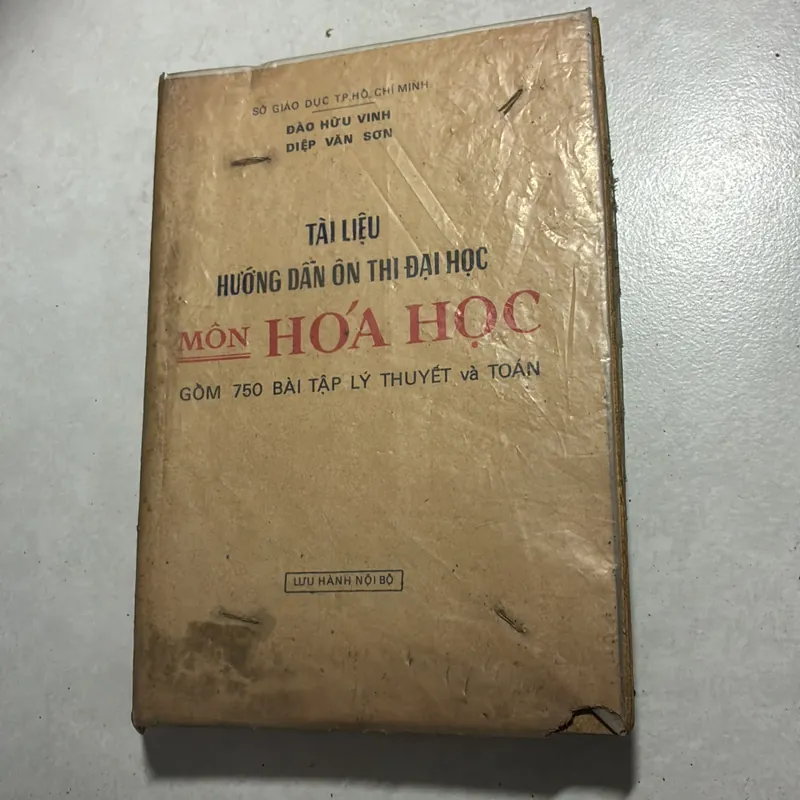 SỞ GIÁO DỤC TP.HỒ CHÍ MINH
ĐÀO HỮU VINH
DIỆP VĂN SƠN
TÀI LIỆU
HƯỚNG DẪN ÔN THI ĐẠI HỌC
MÔN HÓA HỌC
GỒM 750 BÀI TẬP LÝ THUYẾT và TOÁN
LƯU HÀNH NỘI BỘ